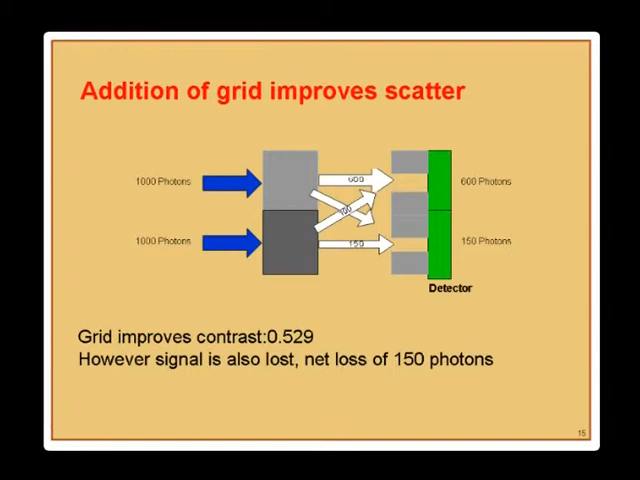 Addition of grid improves scatter
1000 Photons
600
600 Photons
100
1000 Photons
150
150 Photons
Detector
Grid improves contrast:0.529
However signal is also lost, net loss of 150 photons
15